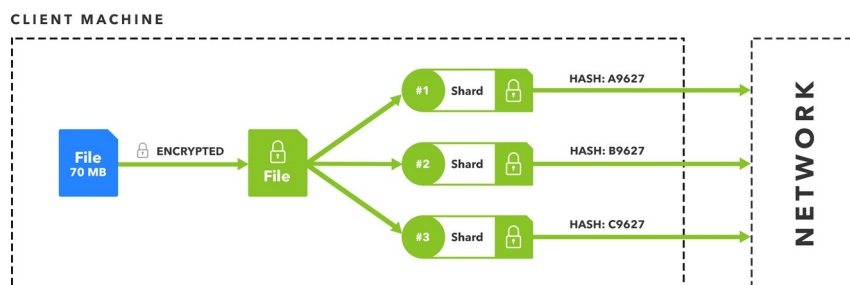 CLIENT MACHINE
File
70 MB
ENCRYPTED
File
#1 Shard
HASH: A9627
#2 Shard
HASH: B9627
#3 Shard
HASH: C9627
NETWORK